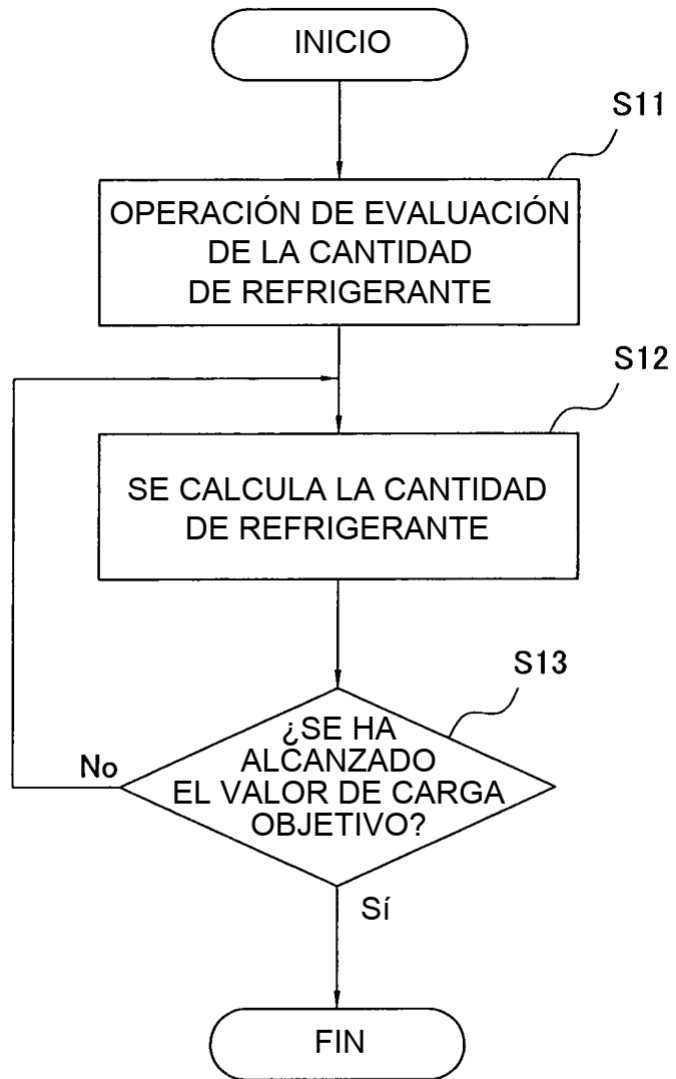 INICIO
S11
OPERACIÓN DE EVALUACIÓN
DE LA CANTIDAD
DE REFRIGERANTE
S12
SE CALCULA LA CANTIDAD
DE REFRIGERANTE
S13
¿SE HA
ALCANZADO
EL VALOR DE CARGA
OBJETIVO?
No
Sí
FIN